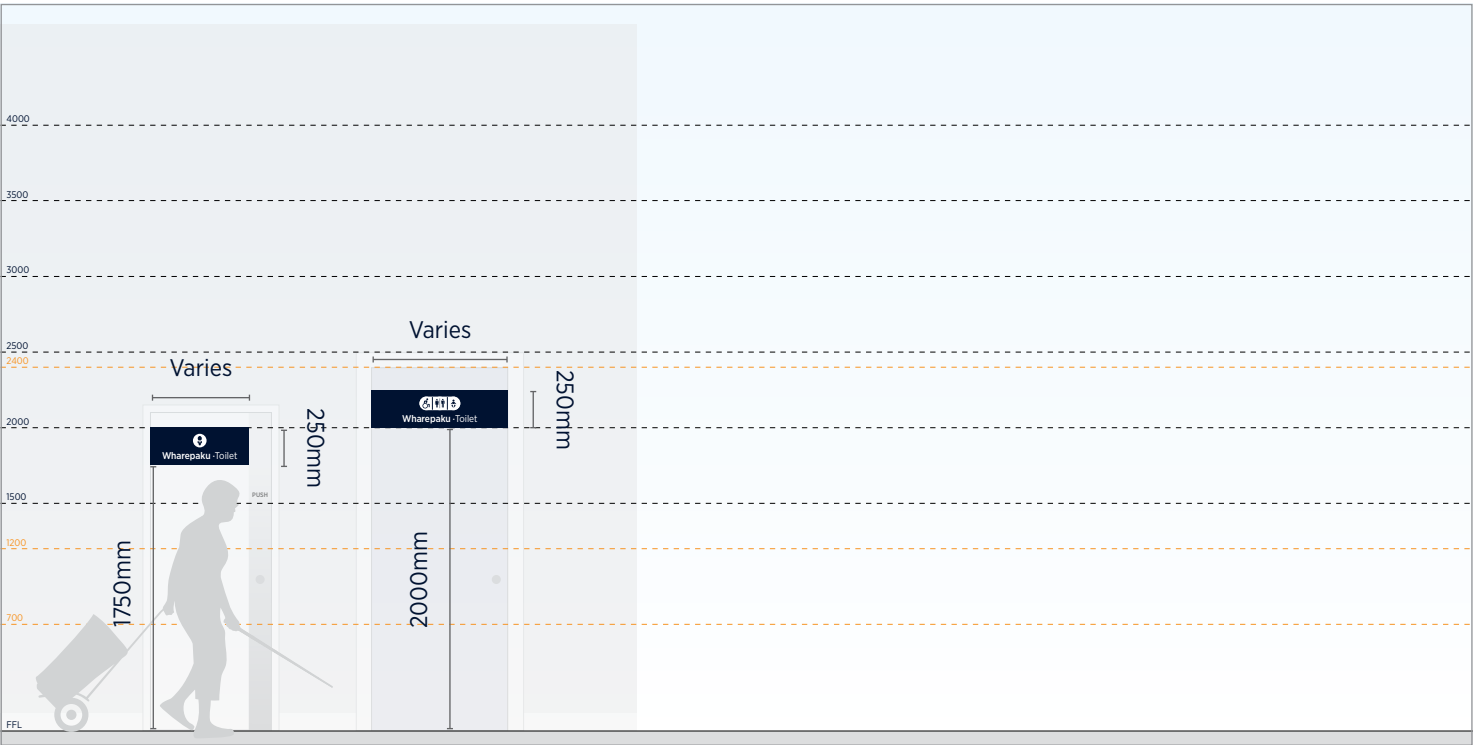 4000
3500
3000
Varies
2500
2400
Varies
250mm
250mm
2000
Wharepaku · Toilet
Wharepaku · Toilet
PUSH
1500
1200
1750mm
2000mm
700
FFL